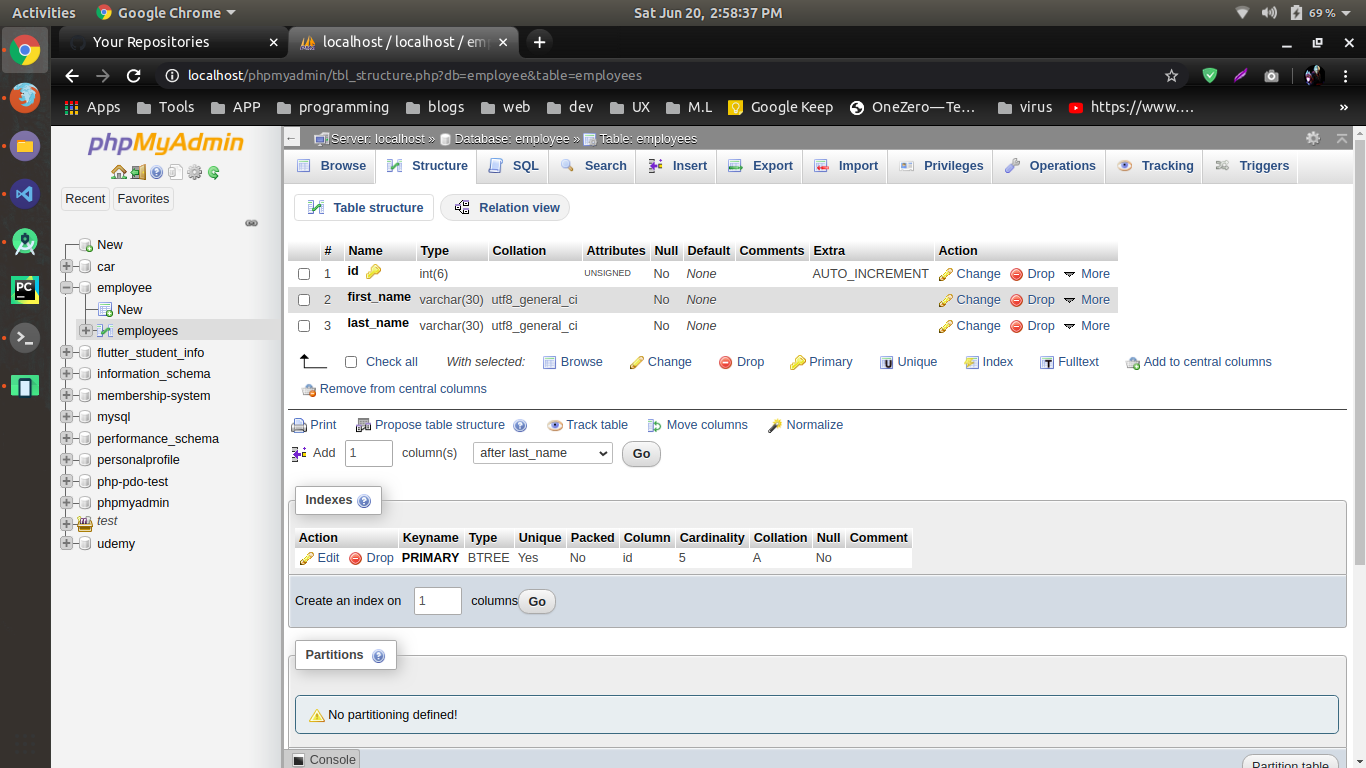 Activities Google Chrome Sat Jun 20, 2:58:37 PM 69 %
Your Repositories localhost / localhost / em
localhost/phpmyadmin/tbl_structure.php?db=employee&table=employees
Apps Tools APP programming blogs web dev UX M.L Google Keep OneZero—Te… virus https://www.… »
phpMyAdmin
Recent Favorites
New
car
employee
New
employees
flutter_student_info
information_schema
membership-system
mysql
performance_schema
personalprofile
php-pdo-test
phpmyadmin
test
udemy
Server: localhost » Database: employee » Table: employees
Browse Structure SQL Search Insert Export Import Privileges Operations Tracking Triggers
Table structure Relation view
# Name Type Collation Attributes Null Default Comments Extra Action
1 id int(6) UNSIGNED No None AUTO_INCREMENT Change Drop More
2 first_name varchar(30) utf8_general_ci No None Change Drop More
3 last_name varchar(30) utf8_general_ci No None Change Drop More
Check all With selected: Browse Change Drop Primary Unique Index Fulltext Add to central columns
Remove from central columns
Print Propose table structure Track table Move columns Normalize
Add 1 column(s) after last_name Go
Indexes
Action Keyname Type Unique Packed Column Cardinality Collation Null Comment
Edit Drop PRIMARY BTREE Yes No id 5 A No
Create an index on 1 columns Go
Partitions
No partitioning defined!
Console
Partition table